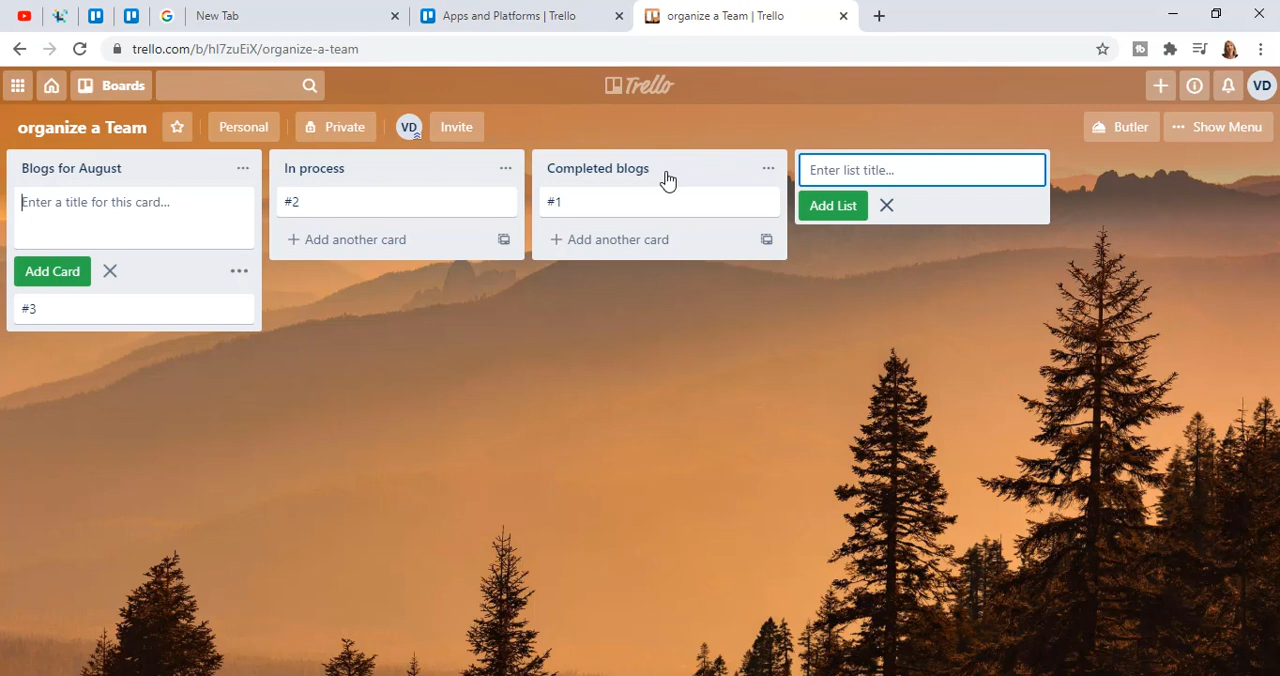 New Tab
Apps and Platforms | Trello
organize a Team | Trello
trello.com/b/hI7zuEiX/organize-a-team
Boards
Trello
VD
organize a Team
Personal
Private
VD
Invite
Butler
Show Menu
Blogs for August
Enter a title for this card...
Add Card
#3
In process
#2
+ Add another card
Completed blogs
#1
+ Add another card
Enter list title...
Add List